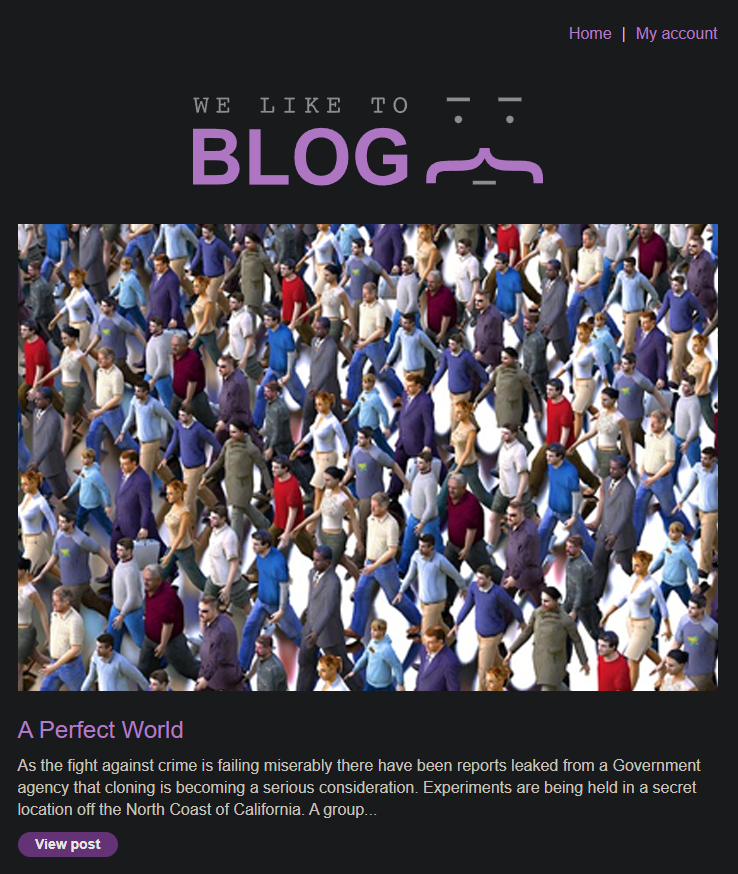 Home | My account
WE LIKE TO
BLOG
A Perfect World
As the fight against crime is failing miserably there have been reports leaked from a Government
agency that cloning is becoming a serious consideration. Experiments are being held in a secret
location off the North Coast of California. A group...
View post